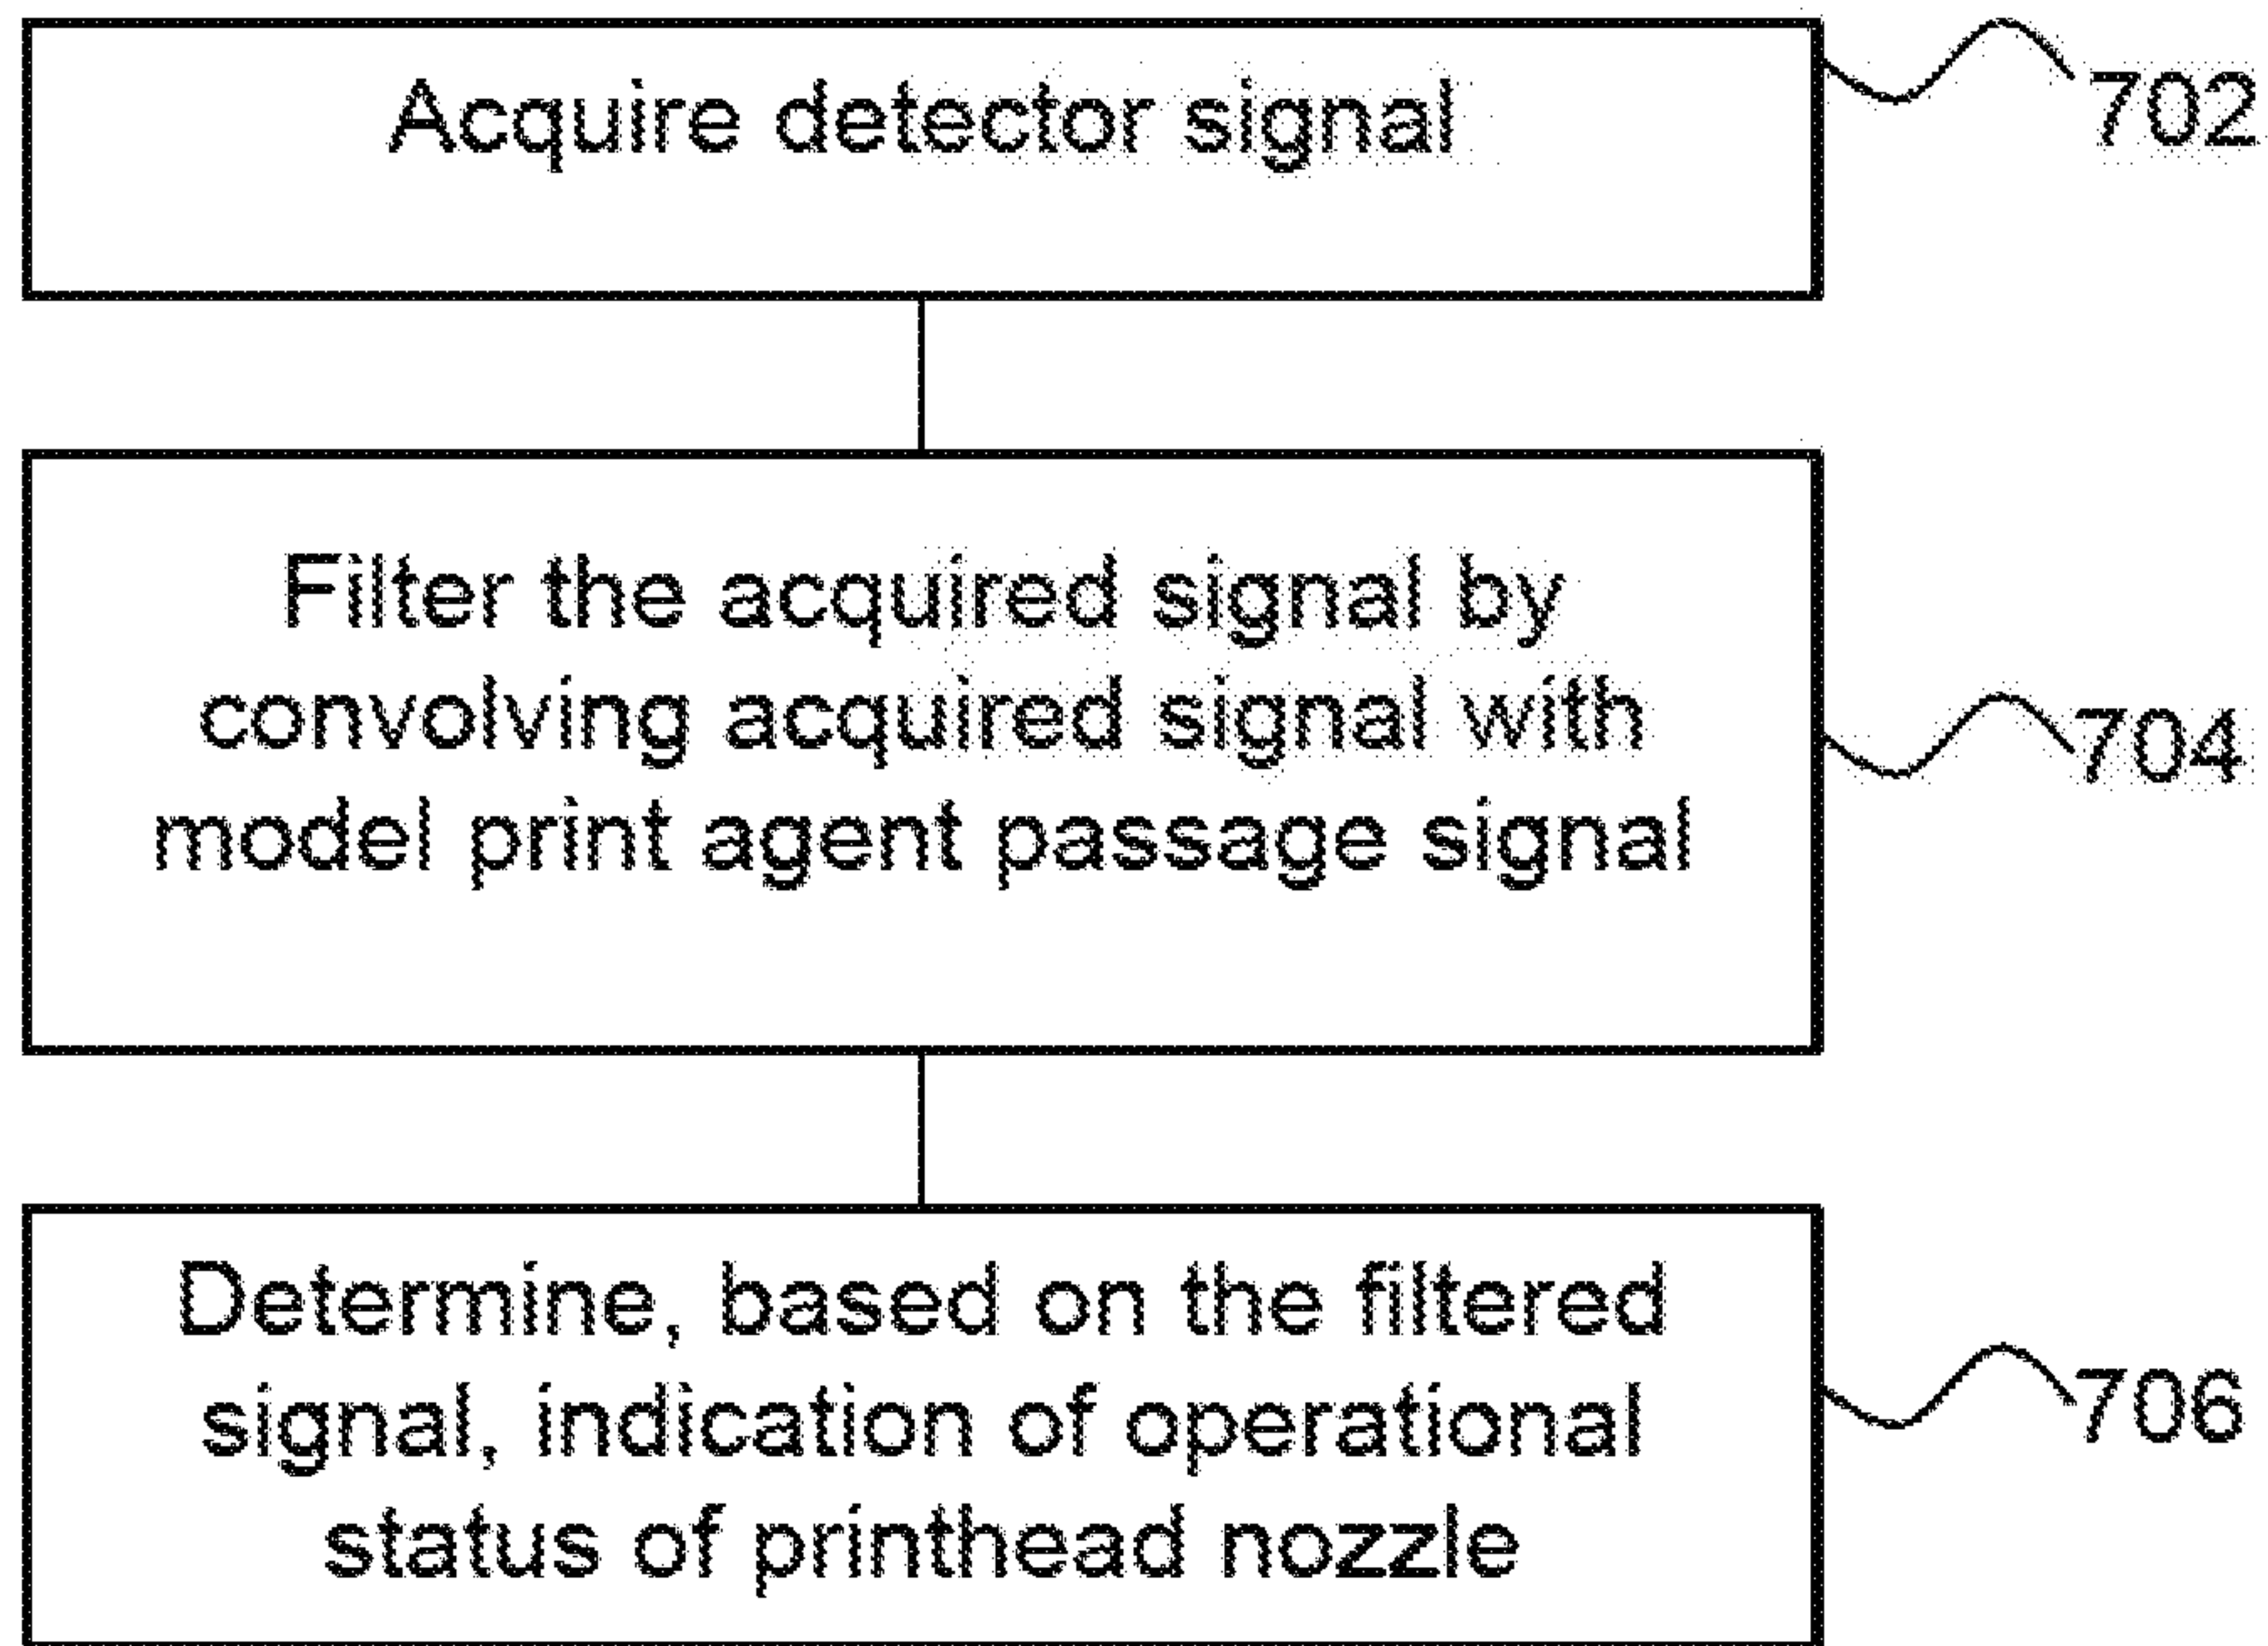 Acquire detector signal
702
Filter the acquired signal by
convolving acquired signal with
704
model print agent passage signal
Determine, based on the filtered
signal, indication of operational
706
status of printhead nozzle